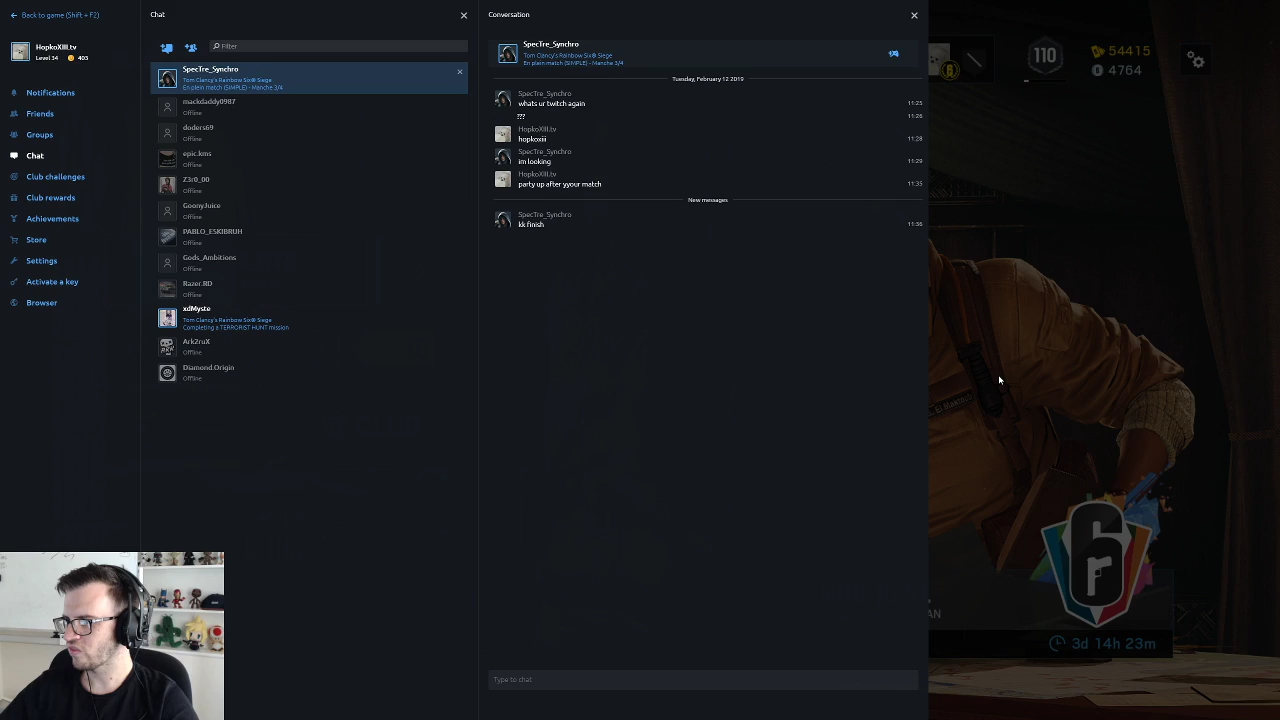 Back to game (Shift + F2)
HopkoXIII.tv
Level 34
403
Notifications
Friends
Groups
Chat
Club challenges
Club rewards
Achievements
Store
Settings
Activate a key
Browser
Chat
Filter
SpecTre_Synchro
Tom Clancy's Rainbow Six® Siege
En plein match (SIMPLE) - Manche 3/4
mackdaddy0987
Offline
doders69
Offline
epic.kms
Offline
Z3r0_00
Offline
GoonyJuice
Offline
PABLO_ESKIBRUH
Offline
Gods_Ambitions
Offline
Razer.RD
Offline
xdMyste
Tom Clancy's Rainbow Six® Siege
Completing a TERRORIST HUNT mission
Ark2ruX
Offline
Diamond.Origin
Offline
Conversation
SpecTre_Synchro
Tom Clancy's Rainbow Six® Siege
En plein match (SIMPLE) - Manche 3/4
Tuesday, February 12 2019
SpecTre_Synchro
whats ur twitch again 11:25
??? 11:26
HopkoXIII.tv
hopkoxiii 11:28
SpecTre_Synchro
im looking 11:29
HopkoXIII.tv
party up after yyour match 11:35
New messages
SpecTre_Synchro
kk finish 11:36
Type to chat
110
54415
4764
3d 14h 23m